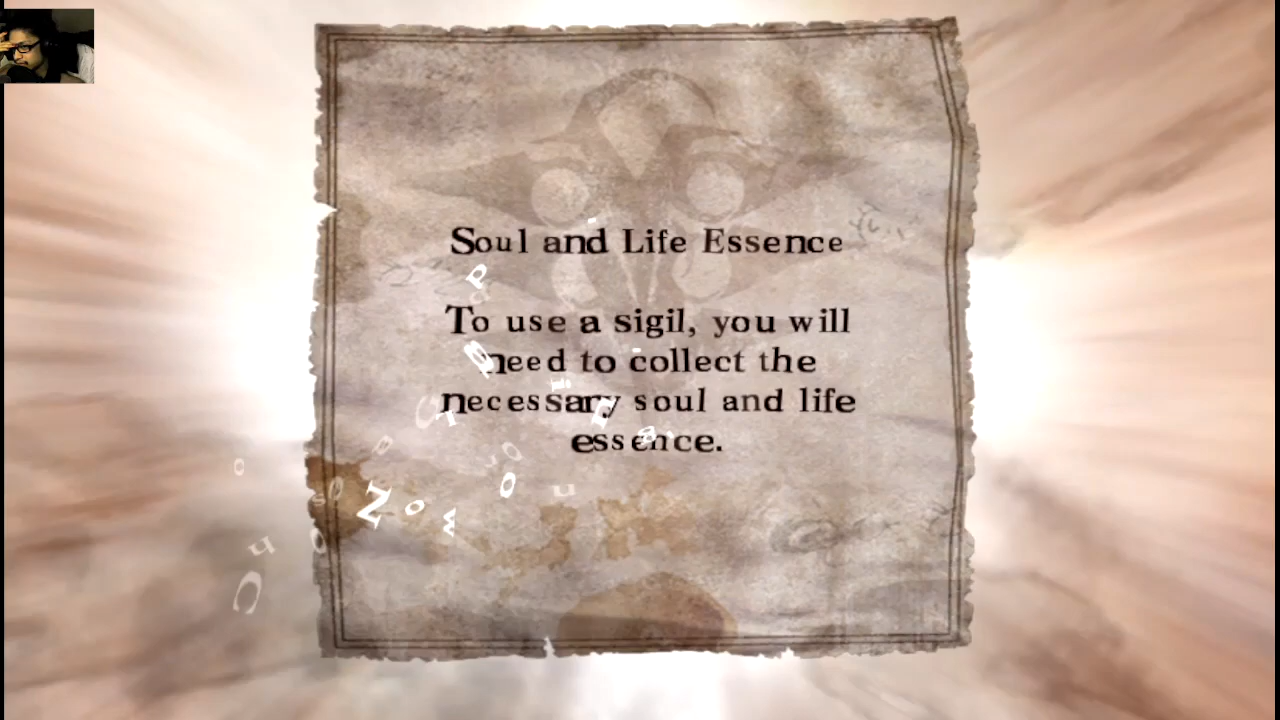 Soul and Life Essence
To use a sigil, you will
need to collect the
necessary soul and life
essence.